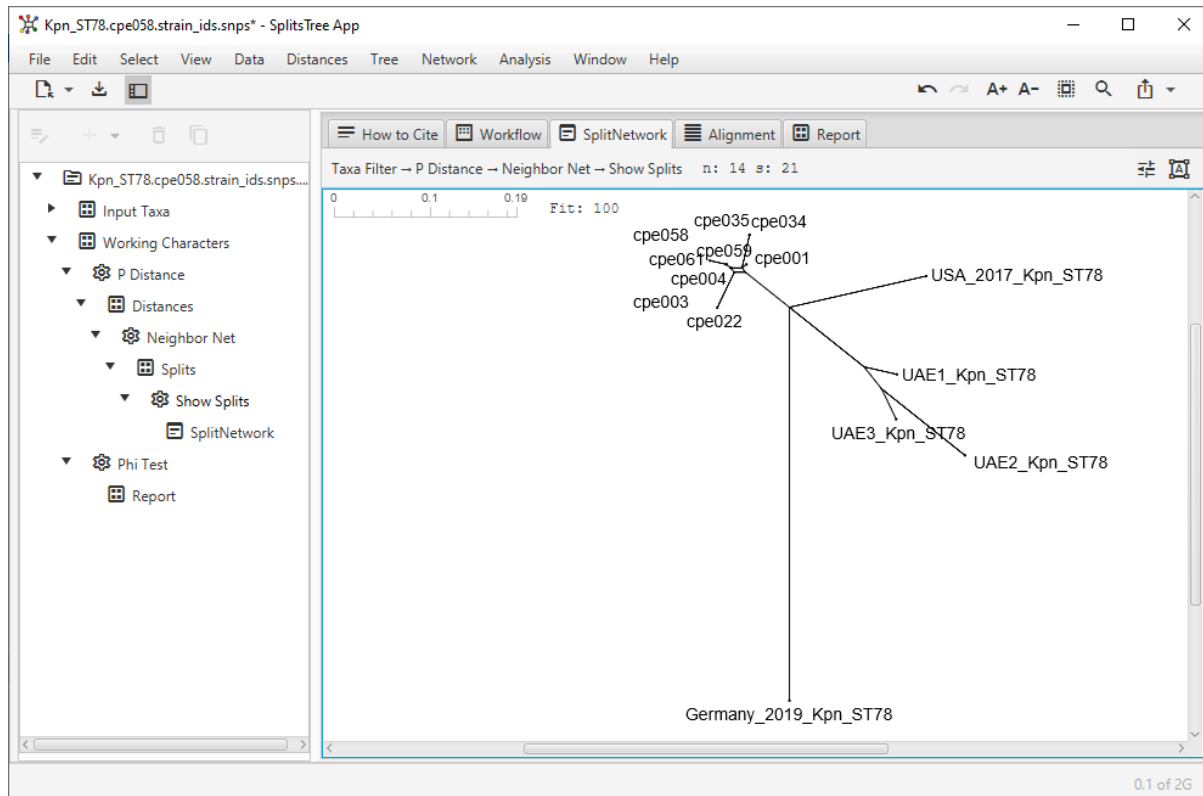 Kpn_ST78.cpe058.strain_ids.snps* - SplitsTree App
File Edit Select View Data Distances Tree Network Analysis Window Help
A+ A-
How to Cite Workflow SplitNetwork Alignment Report
Taxa Filter → P Distance → Neighbor Net → Show Splits n: 14 s: 21
Kpn_ST78.cpe058.strain_ids.snps....
Input Taxa
Working Characters
P Distance
Distances
Neighbor Net
Splits
Show Splits
SplitNetwork
Phi Test
Report
0 0.1 0.19
Fit: 100
cpe035 cpe034
cpe058
cpe059
cpe061 cpe001
cpe004
cpe003
cpe022
USA_2017_Kpn_ST78
UAE1_Kpn_ST78
UAE3_Kpn_ST78
UAE2_Kpn_ST78
Germany_2019_Kpn_ST78
0.1 of 2G